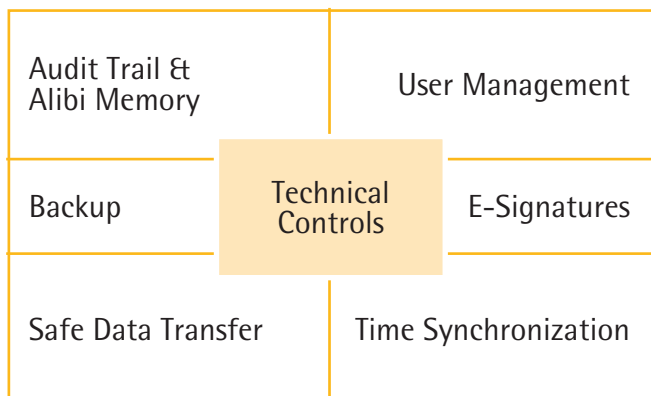 Audit Trail &
Alibi Memory
User Management
Backup
Technical
Controls
E-Signatures
Safe Data Transfer
Time Synchronization